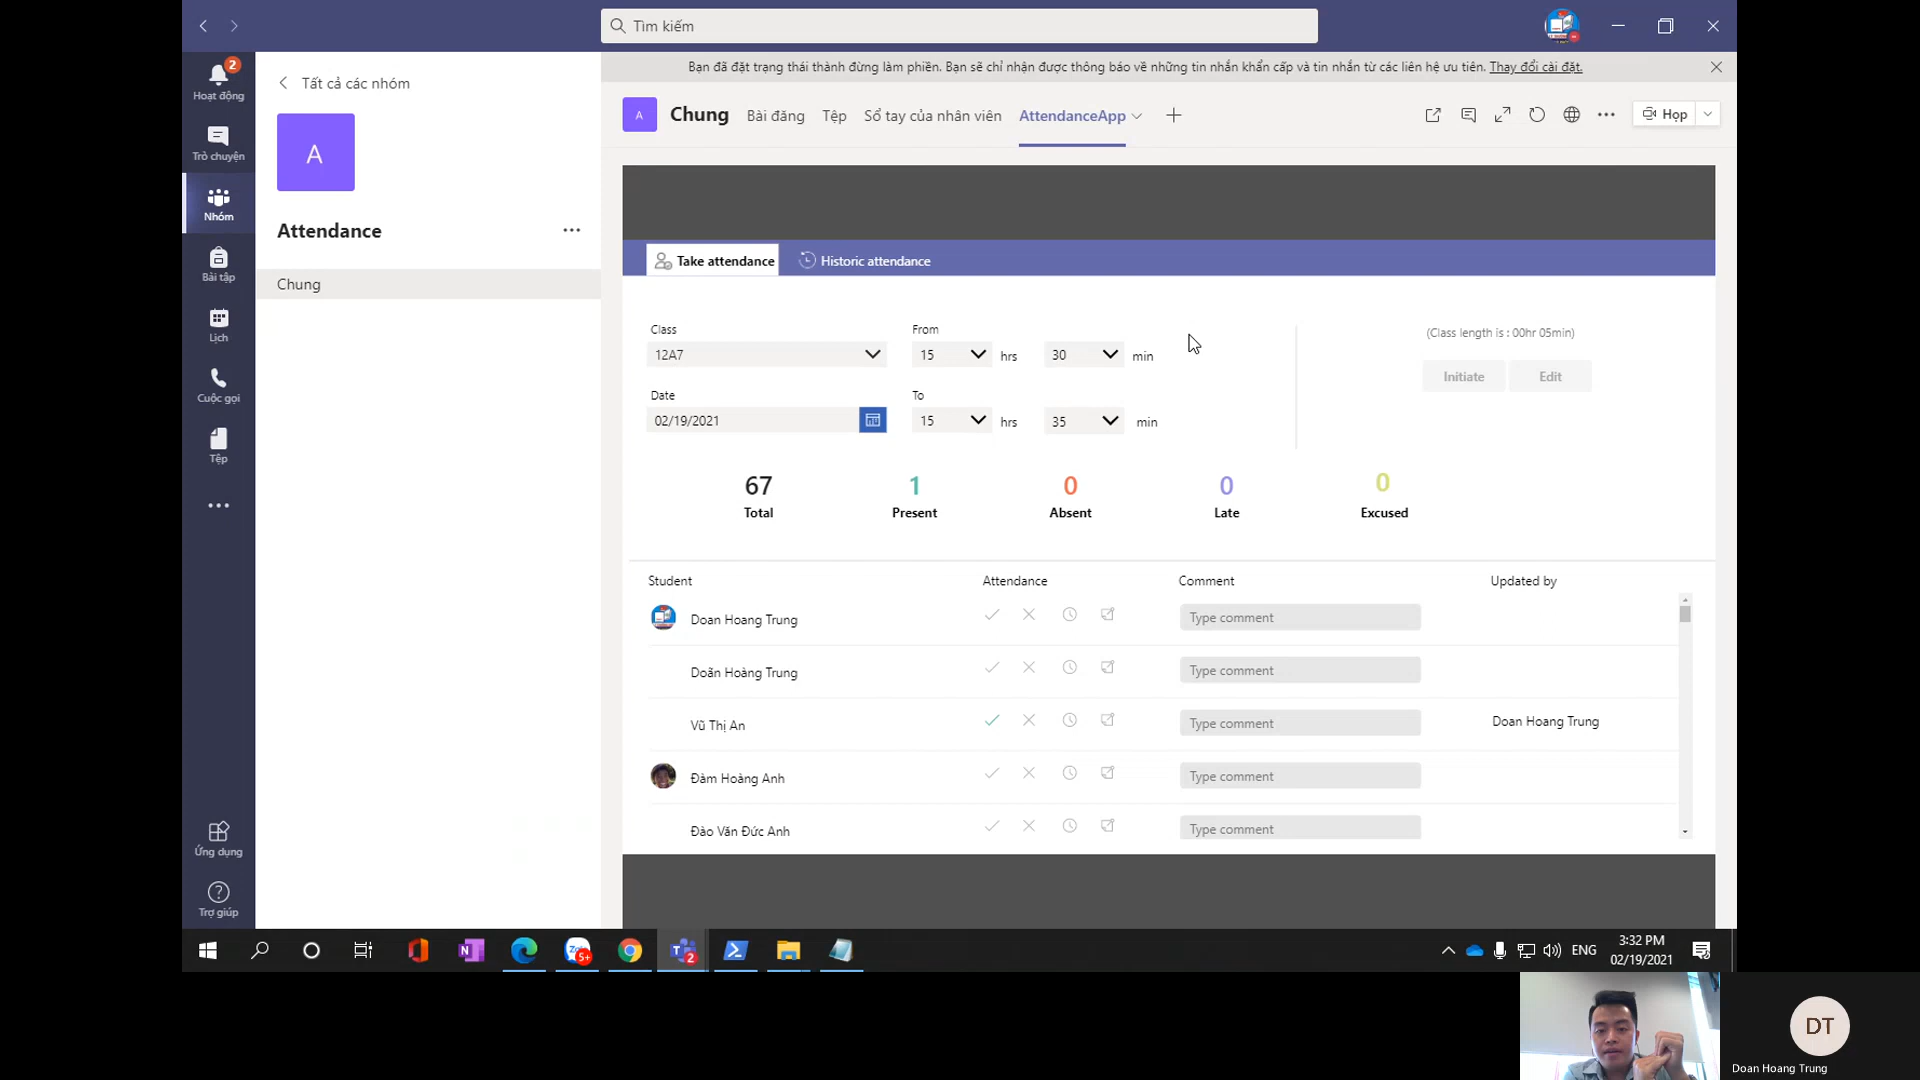 Tìm kiếm
Bạn đã đặt trạng thái thành đừng làm phiền. Bạn sẽ chỉ nhận được thông báo về những tin nhắn khẩn cấp và tin nhắn từ các liên hệ ưu tiên. Thay đổi cài đặt.
2
Hoạt động
Trò chuyện
Nhóm
Bài tập
Lịch
Cuộc gọi
Tệp
Ứng dụng
Trợ giúp
Tất cả các nhóm
A
Attendance
Chung
A Chung Bài đăng Tệp Sổ tay của nhân viên AttendanceApp Họp
Take attendance Historic attendance
Class From
12A7 15 hrs 30 min
Date To
02/19/2021 15 hrs 35 min
(Class length is : 00hr 05min)
Initiate Edit
67 1 0 0 0
Total Present Absent Late Excused
Student Attendance Comment Updated by
Doan Hoang Trung Type comment
Doãn Hoàng Trung Type comment
Vũ Thị An Type comment Doan Hoang Trung
Đàm Hoàng Anh Type comment
Đào Văn Đức Anh Type comment
Zalo 5+ 2
ENG
3:32 PM
02/19/2021
DT
Doan Hoang Trung